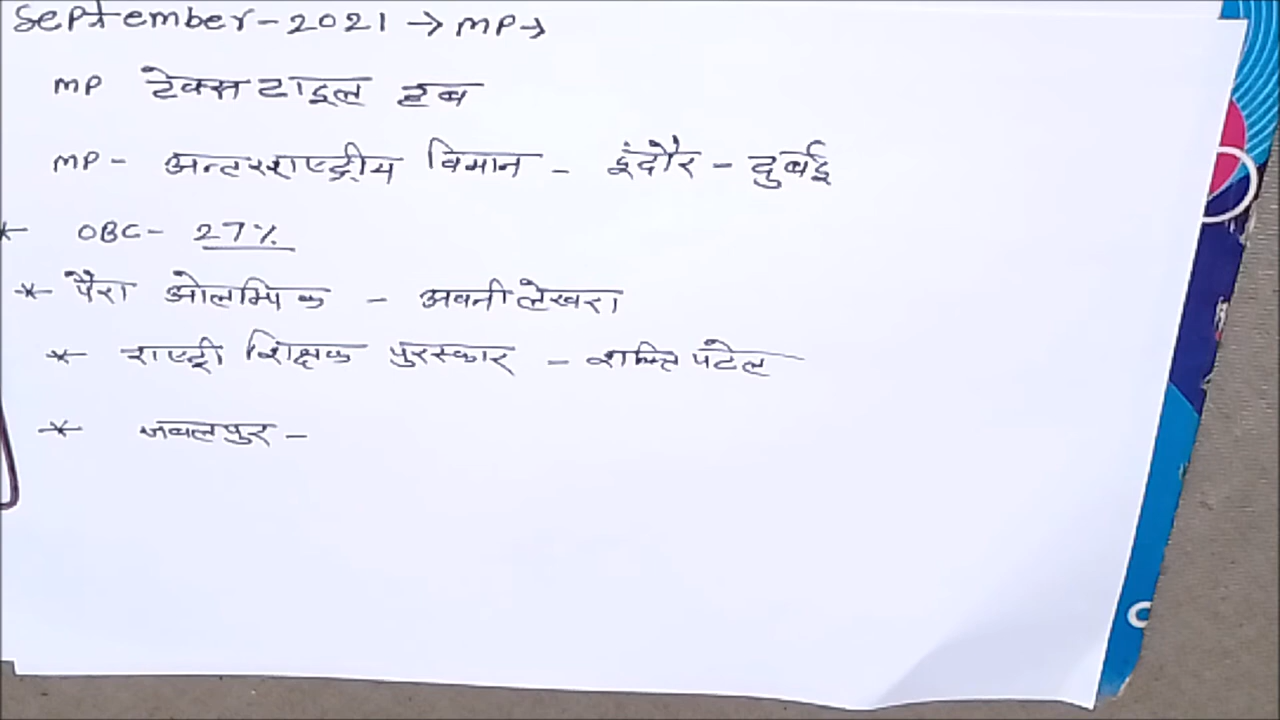 September-2021 → MP→
MP टेक्सटाइल हब
MP - अन्तरराष्ट्रीय विमान - इंदौर - दुबई
* OBC - 27%
* पैरा ओलम्पिक - अवनी लेखरा
* राष्ट्री शिक्षक पुरस्कार - शक्ति पटेल
* जबलपुर -